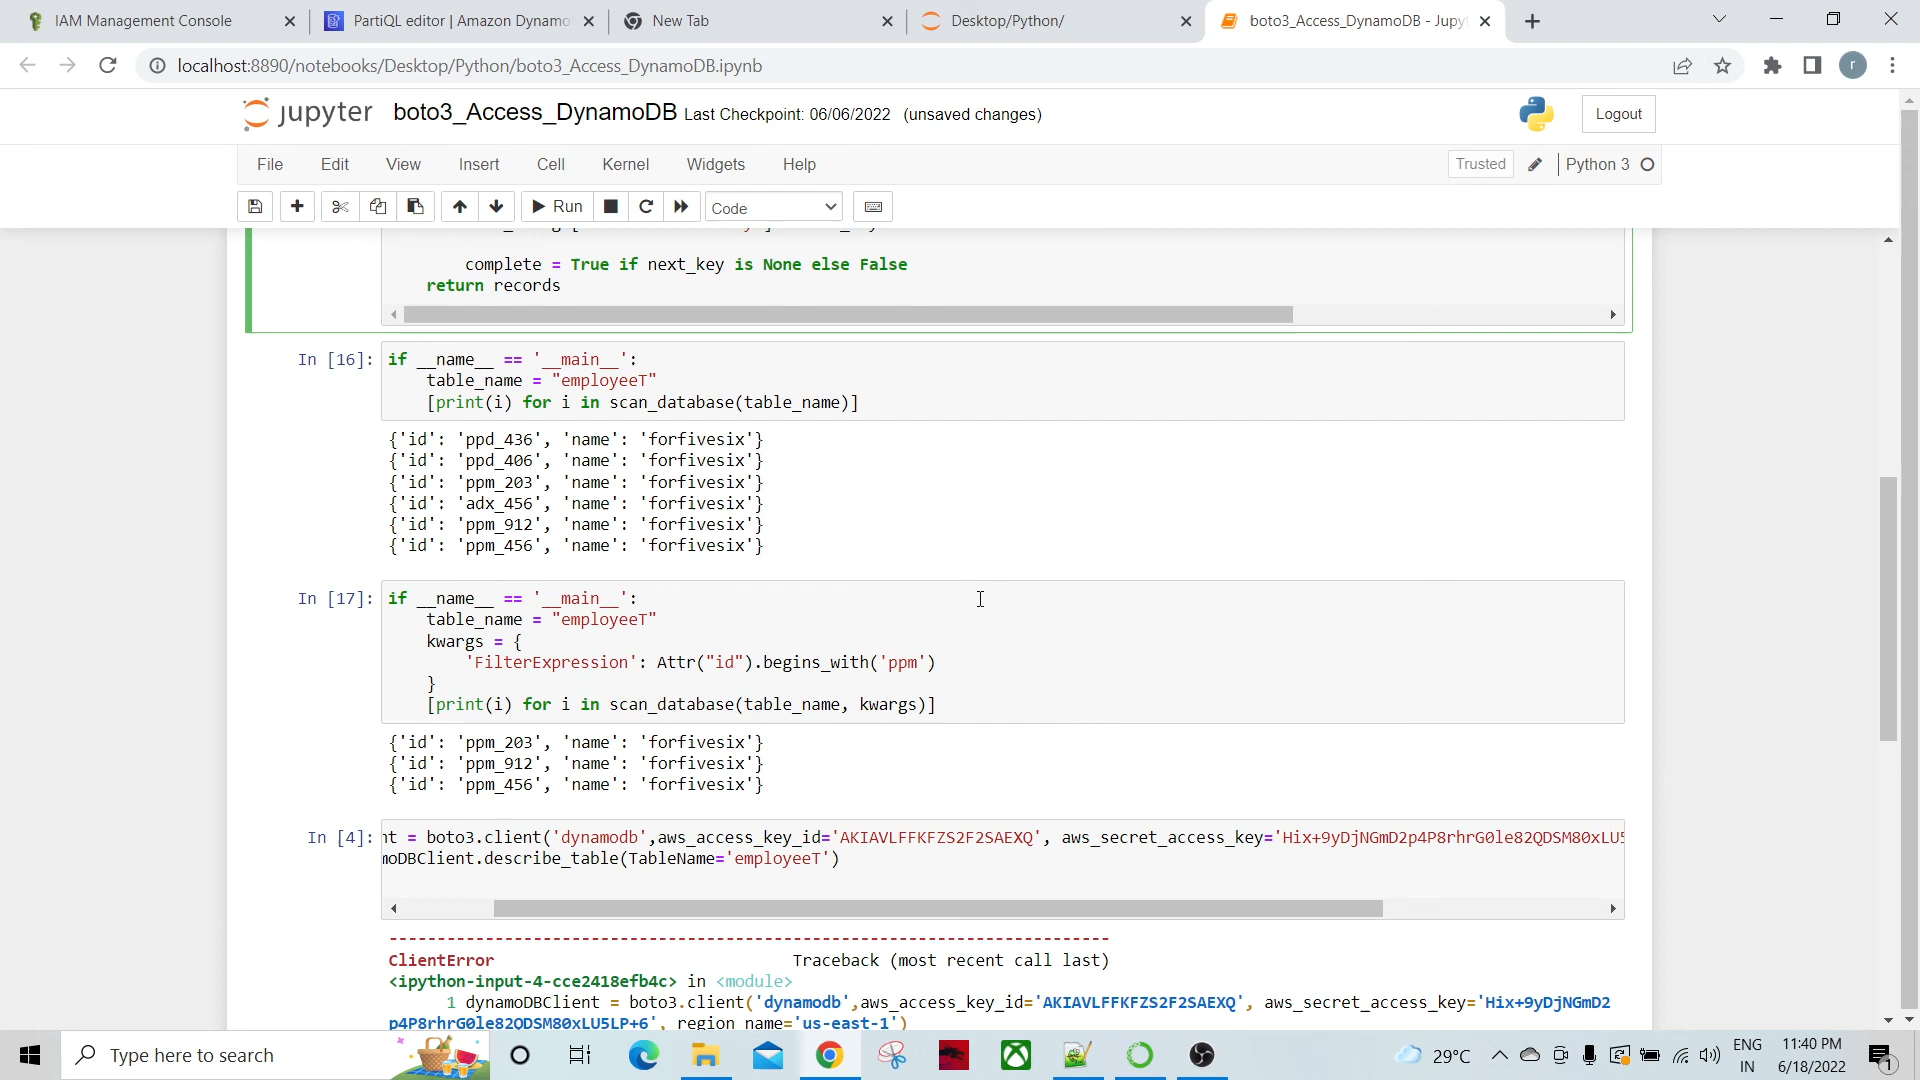 IAM Management Console
PartiQL editor | Amazon Dynamo
New Tab
Desktop/Python/
boto3_Access_DynamoDB - Jupy
localhost:8890/notebooks/Desktop/Python/boto3_Access_DynamoDB.ipynb
r
jupyter boto3_Access_DynamoDB Last Checkpoint: 06/06/2022 (unsaved changes)
Logout
File Edit View Insert Cell Kernel Widgets Help
Trusted Python 3
Run Code
complete = True if next_key is None else False
return records
In [16]: if __name__ == '__main__':
table_name = "employeeT"
[print(i) for i in scan_database(table_name)]
{'id': 'ppd_436', 'name': 'forfivesix'}
{'id': 'ppd_406', 'name': 'forfivesix'}
{'id': 'ppm_203', 'name': 'forfivesix'}
{'id': 'adx_456', 'name': 'forfivesix'}
{'id': 'ppm_912', 'name': 'forfivesix'}
{'id': 'ppm_456', 'name': 'forfivesix'}
In [17]: if __name__ == '__main__':
table_name = "employeeT"
kwargs = {
'FilterExpression': Attr("id").begins_with('ppm')
}
[print(i) for i in scan_database(table_name, kwargs)]
{'id': 'ppm_203', 'name': 'forfivesix'}
{'id': 'ppm_912', 'name': 'forfivesix'}
{'id': 'ppm_456', 'name': 'forfivesix'}
In [4]: nt = boto3.client('dynamodb',aws_access_key_id='AKIAVLFFKFZS2F2SAEXQ', aws_secret_access_key='Hix+9yDjNGmD2p4P8rhrG0le82QDSM80xLU5
moDBClient.describe_table(TableName='employeeT')
---------------------------------------------------------------------------
ClientError Traceback (most recent call last)
<ipython-input-4-cce2418efb4c> in <module>
1 dynamoDBClient = boto3.client('dynamodb',aws_access_key_id='AKIAVLFFKFZS2F2SAEXQ', aws_secret_access_key='Hix+9yDjNGmD2
p4P8rhrG0le82QDSM80xLU5LP+6', region_name='us-east-1')
Type here to search
29°C
ENG
IN
11:40 PM
6/18/2022
1